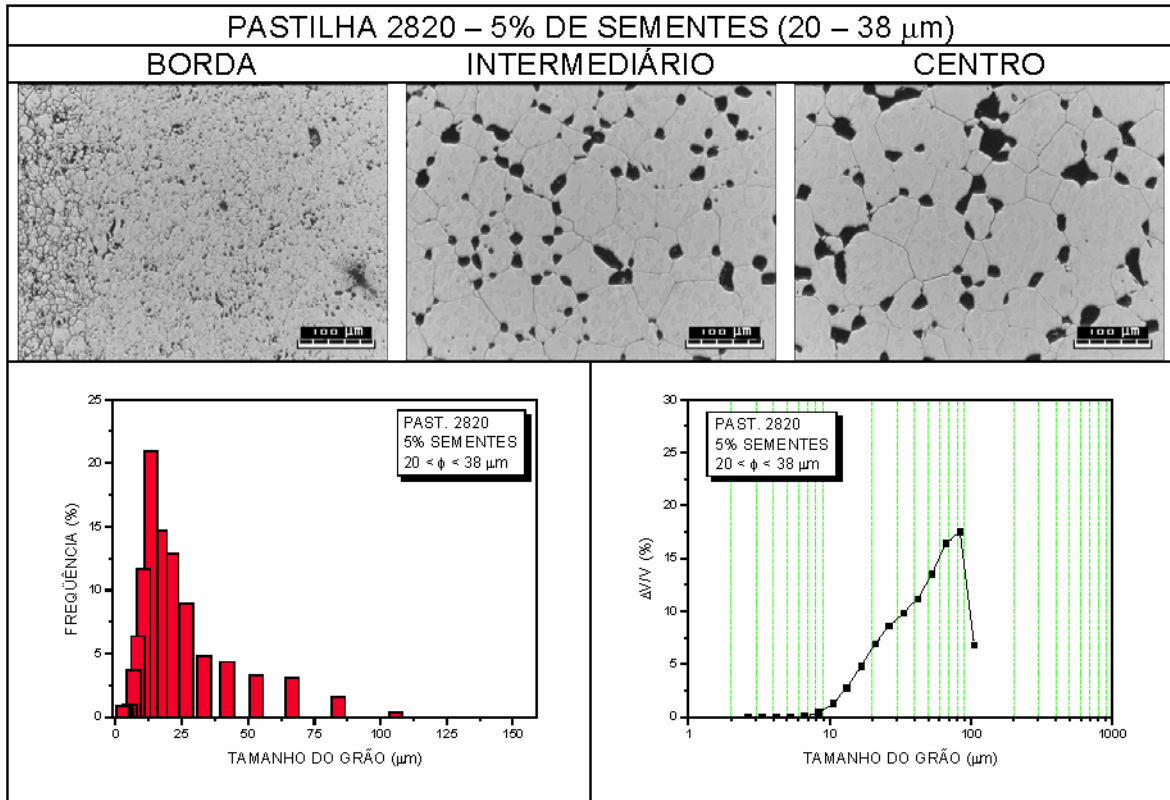 PASTILHA 2820 – 5% DE SEMENTES (20 – 38 μm)
BORDA
INTERMEDIÁRIO
CENTRO
100 μm
100 μm
100 μm
25
20
15
10
5
0
0
25
50
75
100
125
150
FREQÜÊNCIA (%)
TAMANHO DO GRÃO (μm)
PAST. 2820
5% SEMENTES
20 < ϕ < 38 μm
30
25
20
15
10
5
0
1
10
100
1000
ΔV/V (%)
TAMANHO DO GRÃO (μm)
PAST. 2820
5% SEMENTES
20 < ϕ < 38 μm